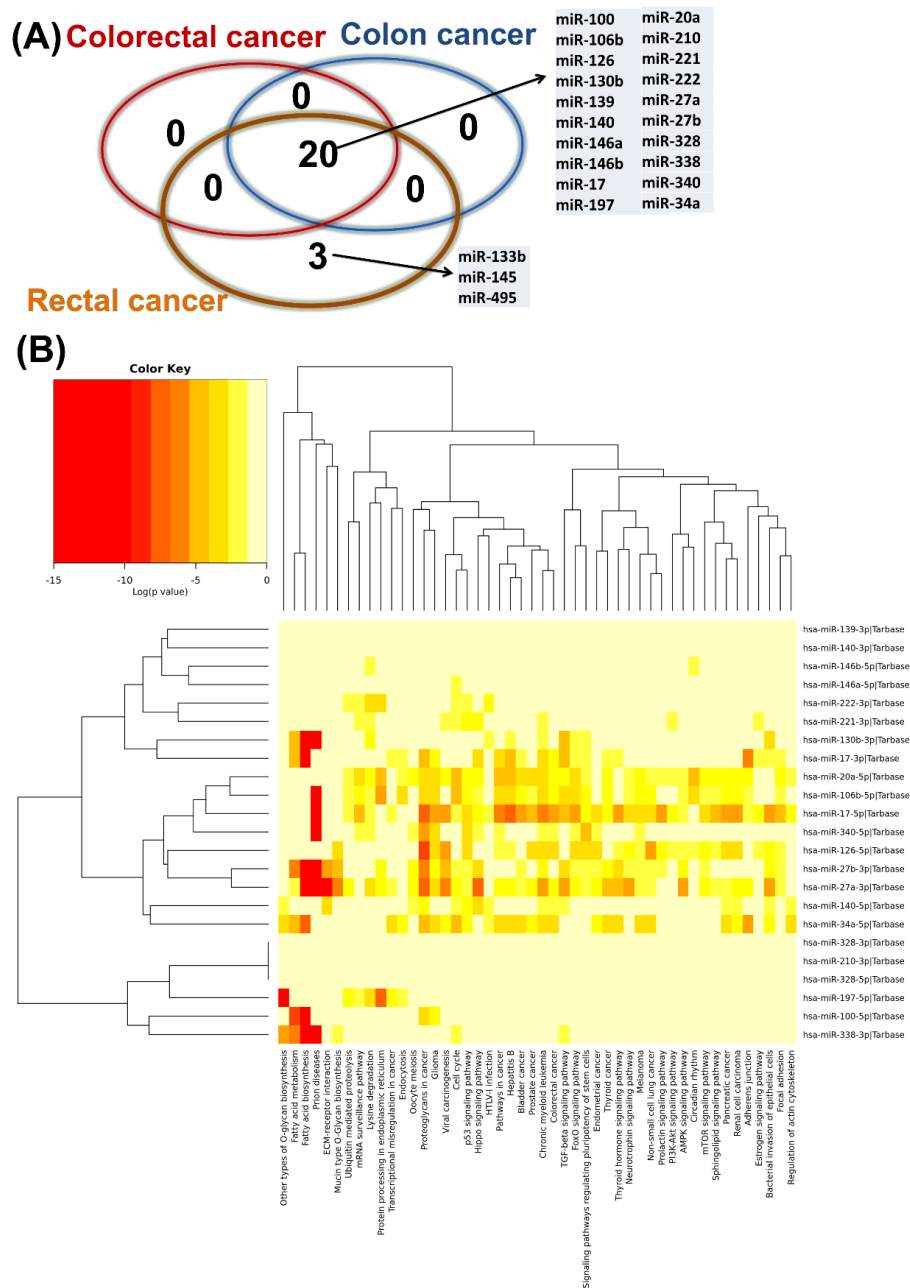 (A) Colorectal cancer Colon cancer
0
0
0
20
0
0
3
Rectal cancer
miR-100 miR-20a
miR-106b miR-210
miR-126 miR-221
miR-130b miR-222
miR-139 miR-27a
miR-140 miR-27b
miR-146a miR-328
miR-146b miR-338
miR-17 miR-340
miR-197 miR-34a
miR-133b
miR-145
miR-495
(B)
Color Key
-15 -10 -5 0
Log(p value)
hsa-miR-139-3p|Tarbase
hsa-miR-140-3p|Tarbase
hsa-miR-146b-5p|Tarbase
hsa-miR-146a-5p|Tarbase
hsa-miR-222-3p|Tarbase
hsa-miR-221-3p|Tarbase
hsa-miR-130b-3p|Tarbase
hsa-miR-17-3p|Tarbase
hsa-miR-20a-5p|Tarbase
hsa-miR-106b-5p|Tarbase
hsa-miR-17-5p|Tarbase
hsa-miR-340-5p|Tarbase
hsa-miR-126-5p|Tarbase
hsa-miR-27b-3p|Tarbase
hsa-miR-27a-3p|Tarbase
hsa-miR-140-5p|Tarbase
hsa-miR-34a-5p|Tarbase
hsa-miR-328-3p|Tarbase
hsa-miR-210-3p|Tarbase
hsa-miR-328-5p|Tarbase
hsa-miR-197-5p|Tarbase
hsa-miR-100-5p|Tarbase
hsa-miR-338-3p|Tarbase
Other types of O-glycan biosynthesis
Fatty acid metabolism
Fatty acid biosynthesis
Prion diseases
ECM-receptor interaction
Mucin type O-Glycan biosynthesis
Ubiquitin mediated proteolysis
mRNA surveillance pathway
Lysine degradation
Protein processing in endoplasmic reticulum
Transcriptional misregulation in cancer
Endocytosis
Oocyte meiosis
Proteoglycans in cancer
Glioma
Viral carcinogenesis
Cell cycle
p53 signaling pathway
Hippo signaling pathway
HTLV-I infection
Pathways in cancer
Hepatitis B
Bladder cancer
Prostate cancer
Chronic myeloid leukemia
Colorectal cancer
TGF-beta signaling pathway
FoxO signaling pathway
Signaling pathways regulating pluripotency of stem cells
Endometrial cancer
Thyroid cancer
Thyroid hormone signaling pathway
Neurotrophin signaling pathway
Melanoma
Non-small cell lung cancer
Prolactin signaling pathway
PI3K-Akt signaling pathway
AMPK signaling pathway
Circadian rhythm
mTOR signaling pathway
Sphingolipid signaling pathway
Pancreatic cancer
Renal cell carcinoma
Adherens junction
Estrogen signaling pathway
Bacterial invasion of epithelial cells
Focal adhesion
Regulation of actin cytoskeleton